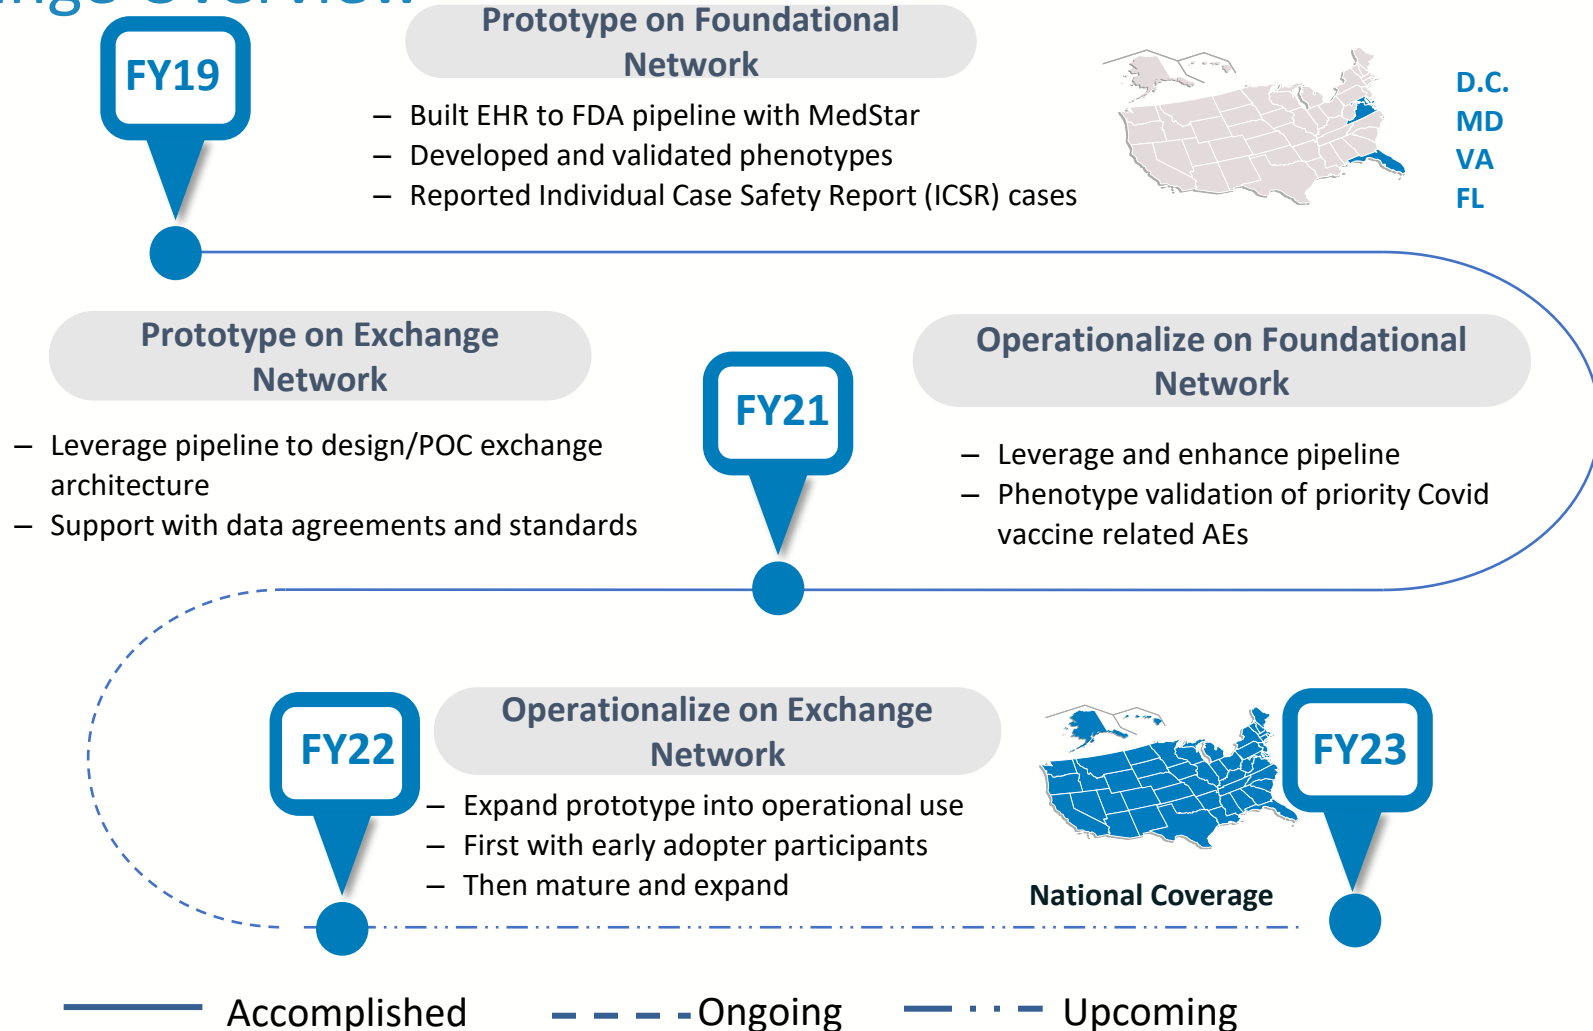 Overview
FY19
Prototype on Foundational
Network
– Built EHR to FDA pipeline with MedStar
– Developed and validated phenotypes
– Reported Individual Case Safety Report (ICSR) cases
D.C.
MD
VA
FL
Prototype on Exchange
Network
– Leverage pipeline to design/POC exchange
architecture
– Support with data agreements and standards
FY21
Operationalize on Foundational
Network
– Leverage and enhance pipeline
– Phenotype validation of priority Covid
vaccine related AEs
FY22
Operationalize on Exchange
Network
– Expand prototype into operational use
– First with early adopter participants
– Then mature and expand
National Coverage
FY23
Accomplished
Ongoing
Upcoming